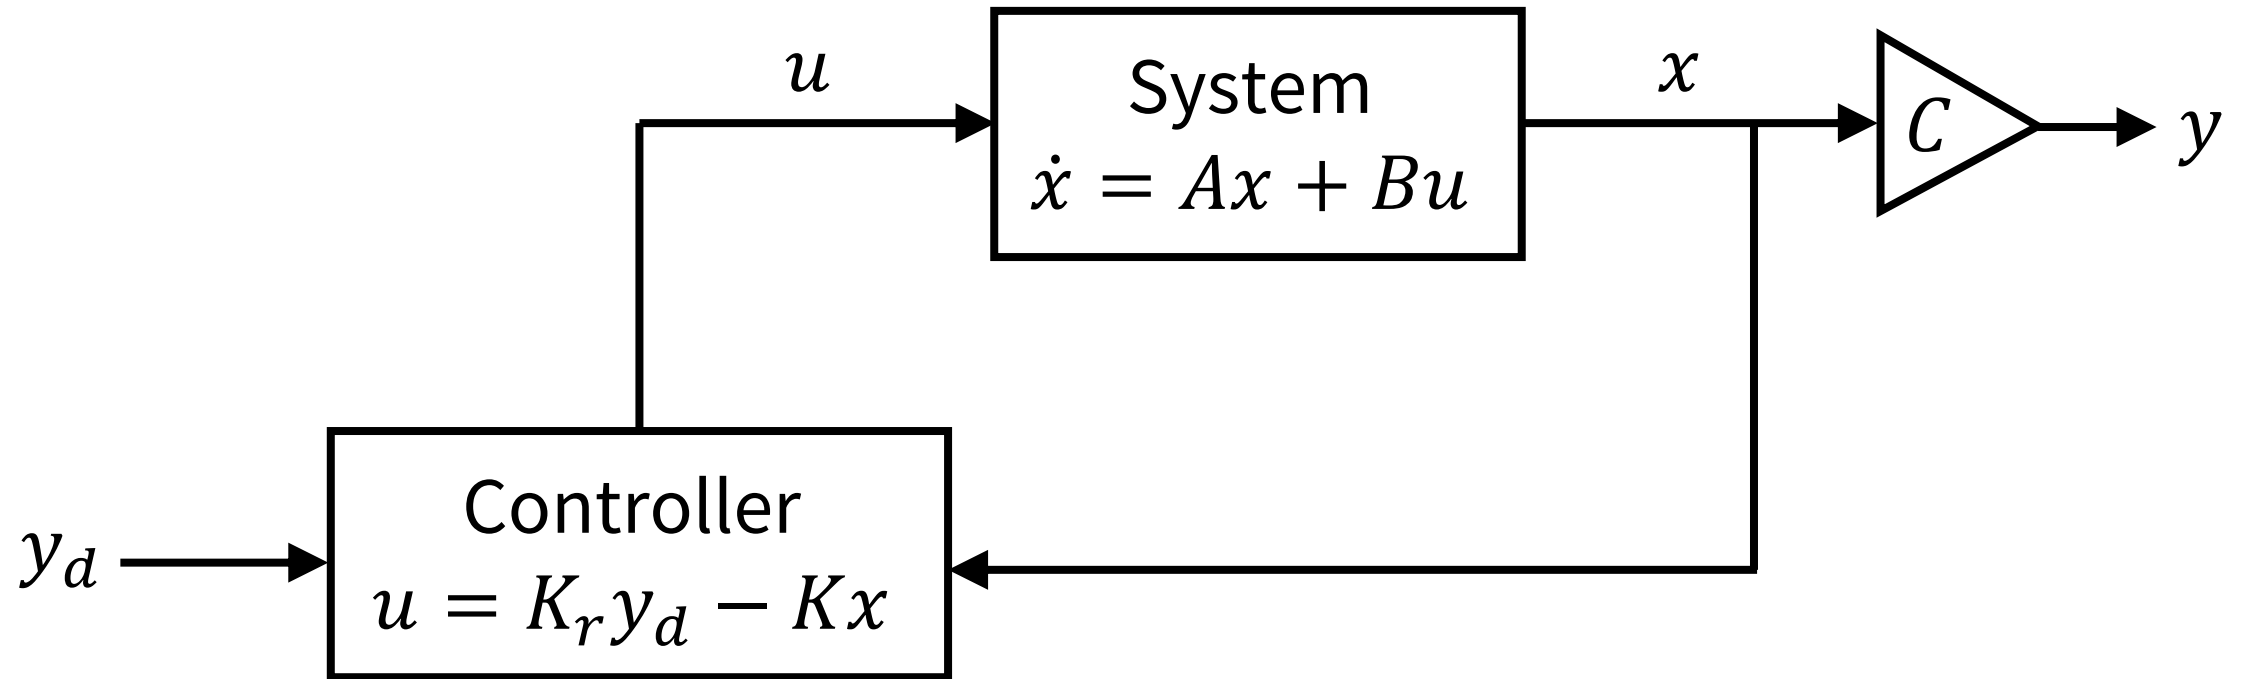 u
System
ẋ = Ax + Bu
x
C
y
y_d
Controller
u = K_r y_d − Kx